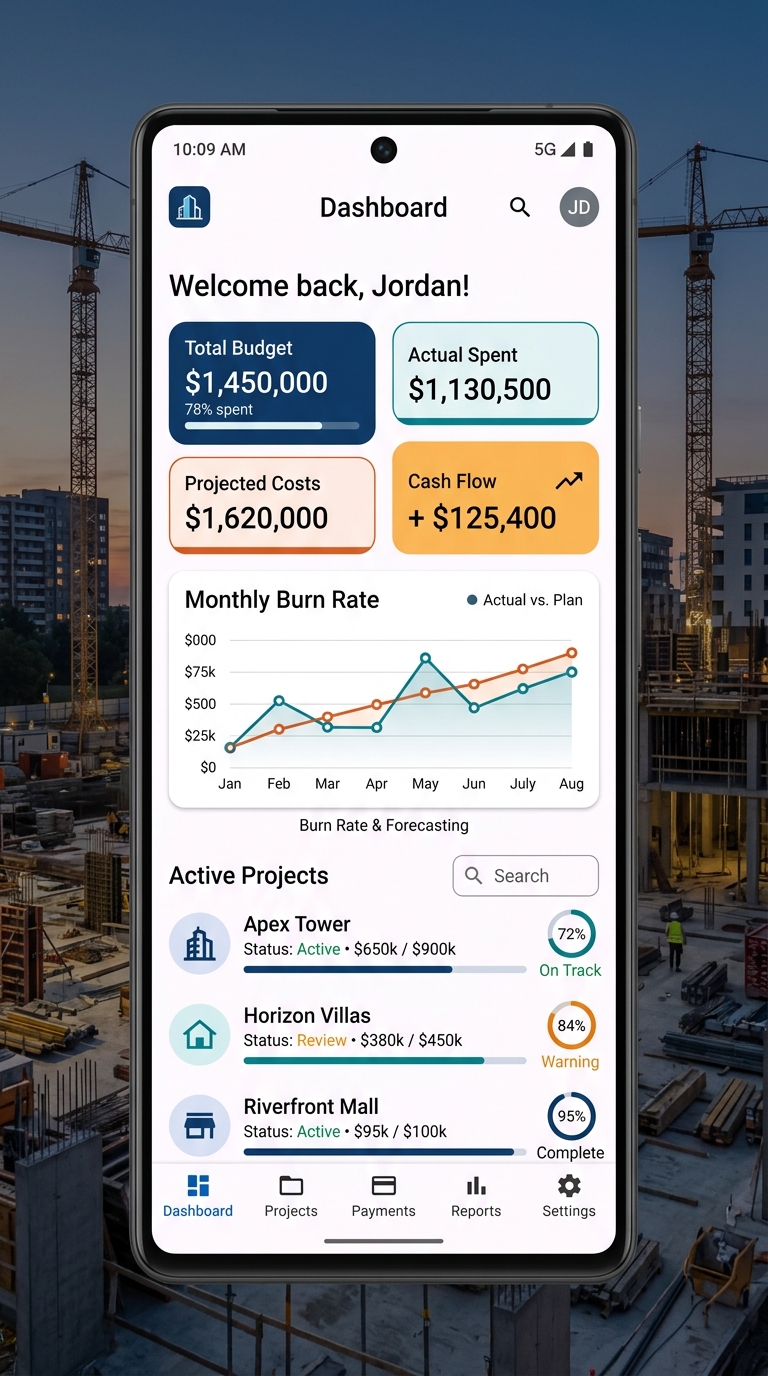 10:09 AM
5G
Dashboard
JD
Welcome back, Jordan!
Total Budget
$1,450,000
78% spent
Actual Spent
$1,130,500
Projected Costs
$1,620,000
Cash Flow
+ $125,400
Monthly Burn Rate
Actual vs. Plan
$000
$75k
$500
$25k
$0
Jan Feb Mar Apr May Jun July Aug
Burn Rate & Forecasting
Active Projects
Search
Apex Tower
Status: Active • $650k / $900k
72%
On Track
Horizon Villas
Status: Review • $380k / $450k
84%
Warning
Riverfront Mall
Status: Active • $95k / $100k
95%
Complete
Dashboard Projects Payments Reports Settings